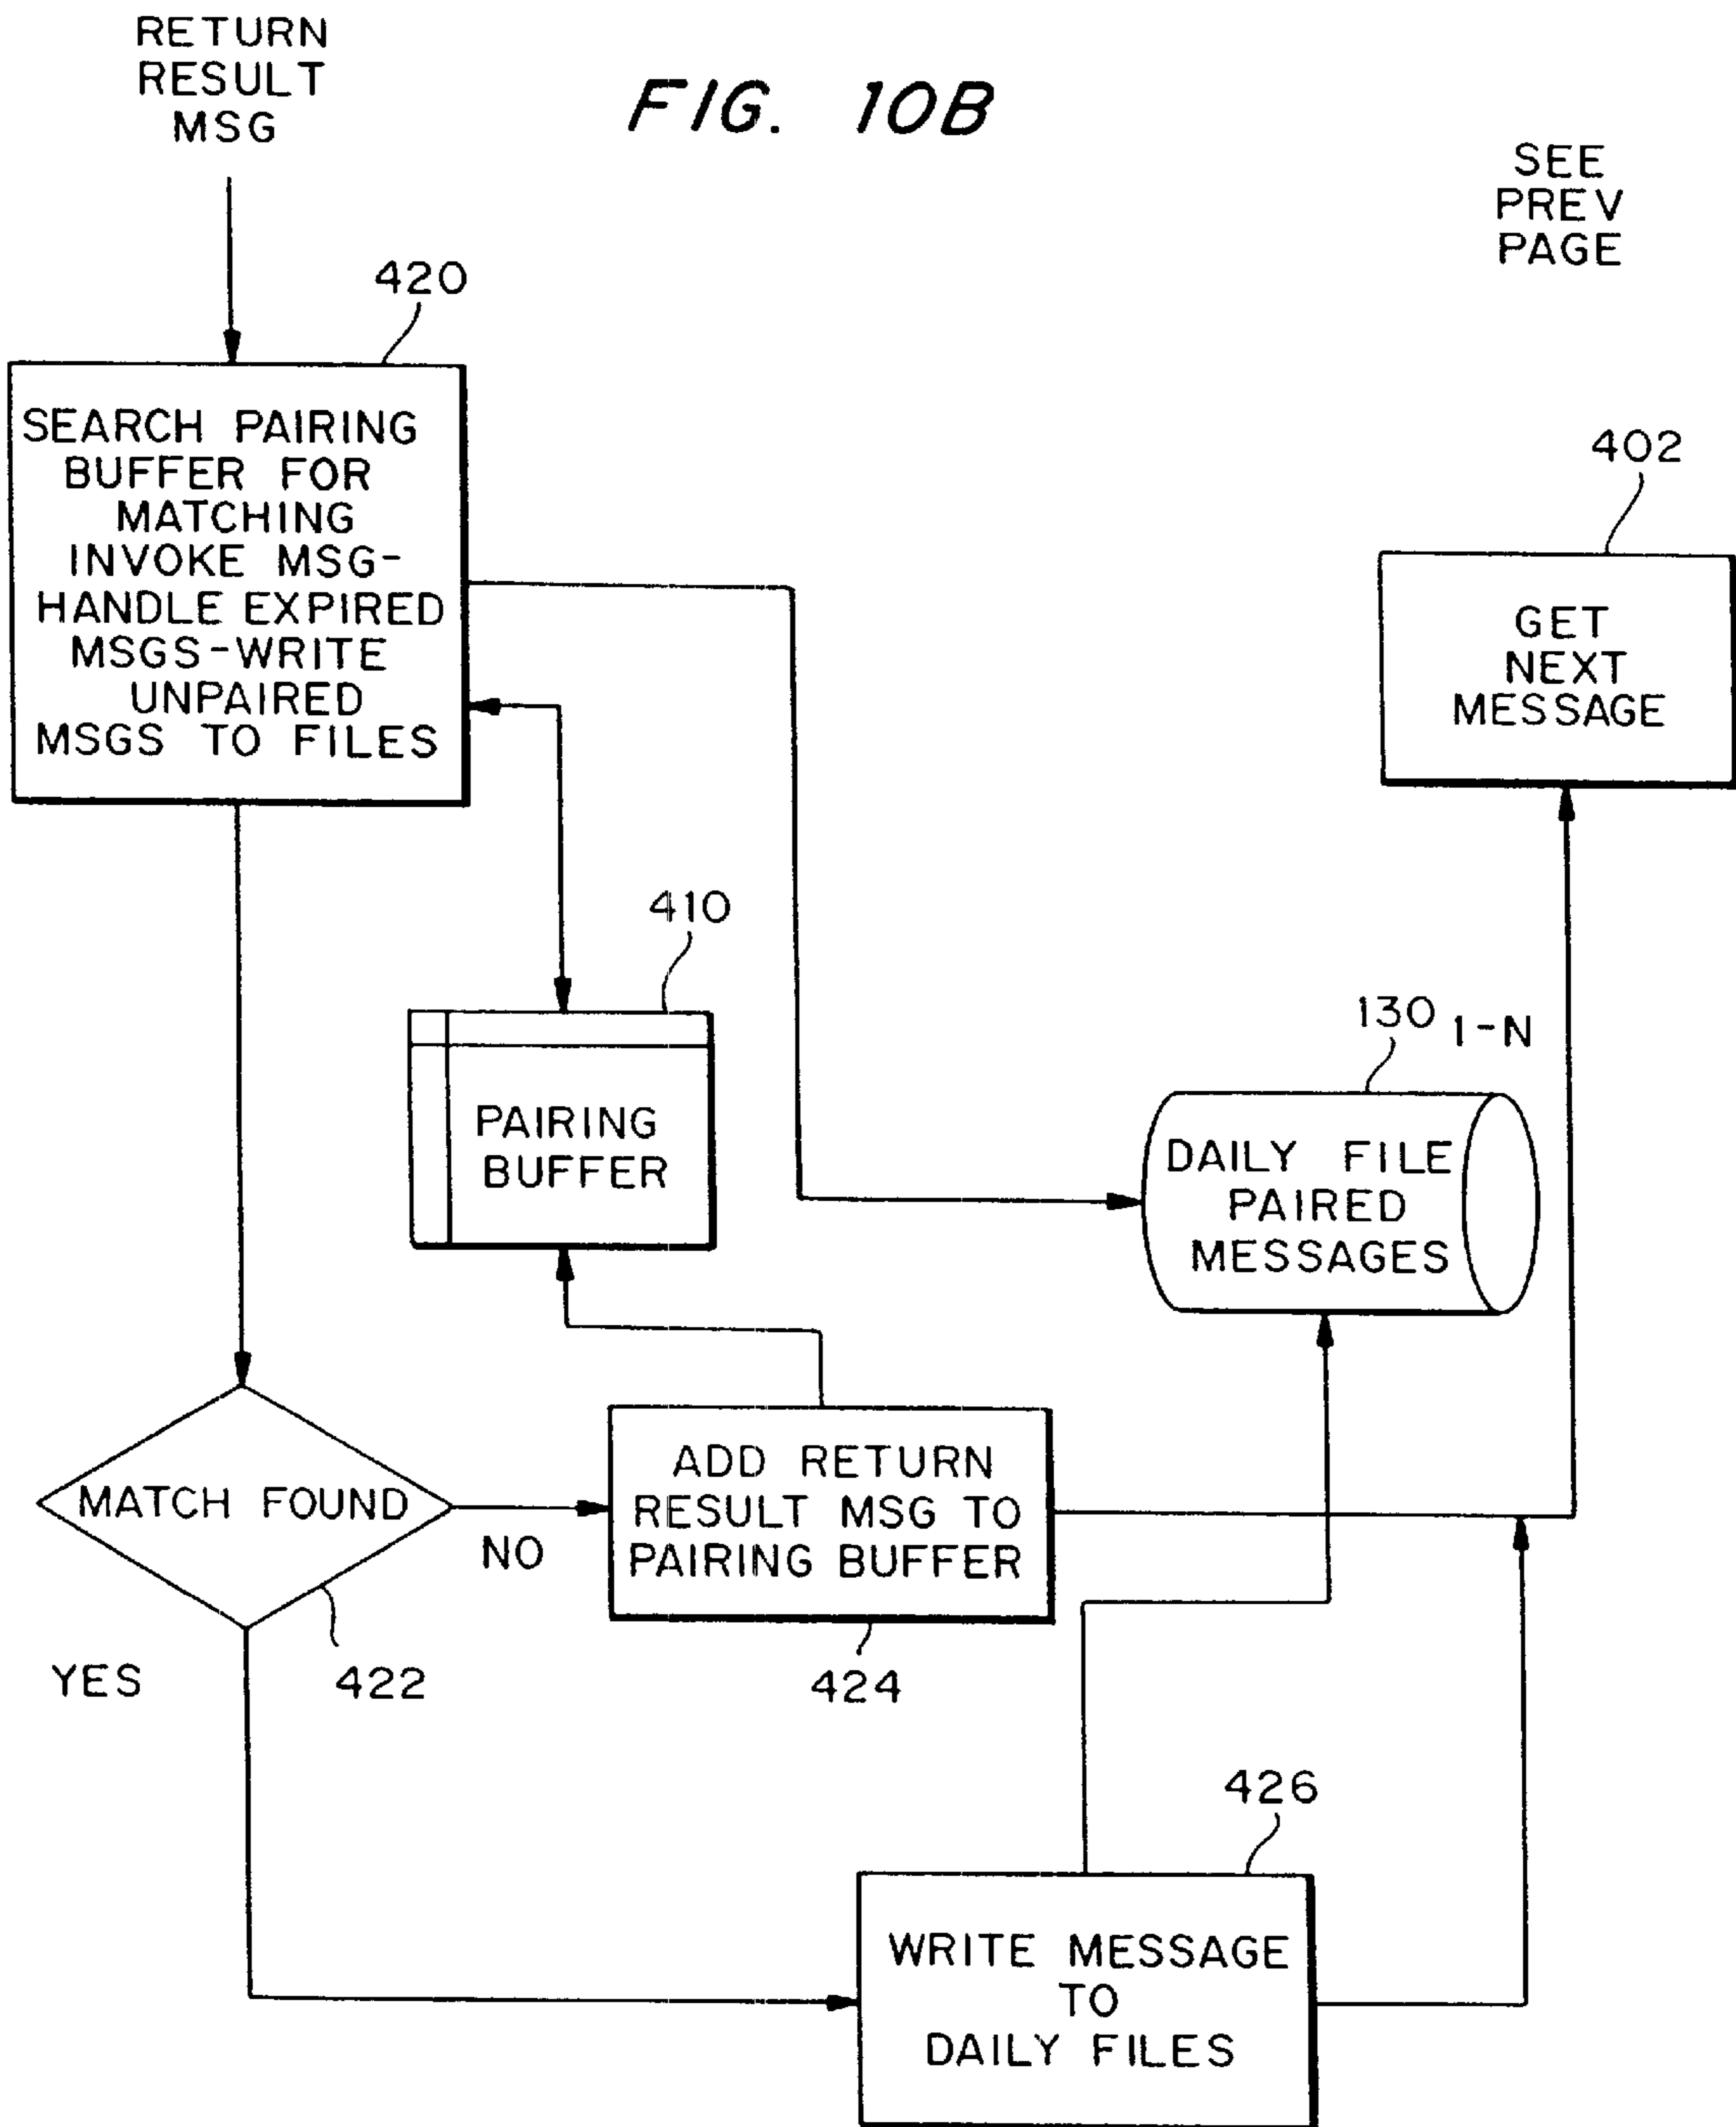 RETURN
RESULT
MSG
FIG. 10B
SEE
PREV
PAGE
420
SEARCH PAIRING
BUFFER FOR
MATCHING
INVOKE MSG-
HANDLE EXPIRED
MSGS-WRITE
UNPAIRED
MSGS TO FILES
402
GET
NEXT
MESSAGE
410
PAIRING
BUFFER
130 1-N
DAILY FILE
PAIRED
MESSAGES
MATCH FOUND
NO
YES
422
ADD RETURN
RESULT MSG TO
PAIRING BUFFER
424
426
WRITE MESSAGE
TO
DAILY FILES